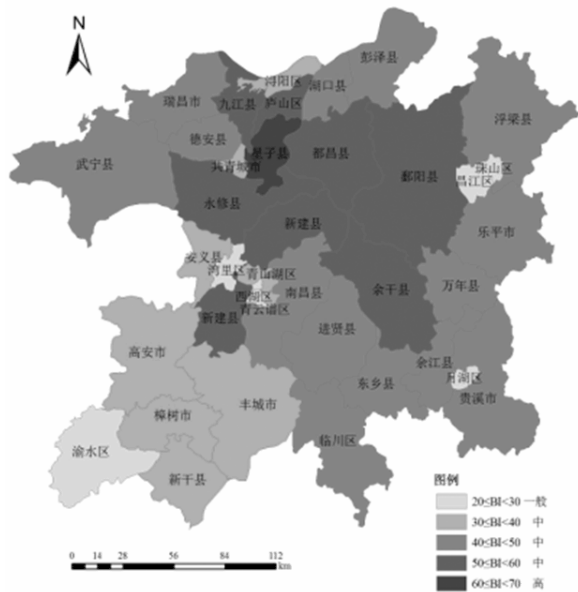 N
彭泽县
浔阳区
湖口县
瑞昌市
九江县
庐山区
浮梁县
德安县
星子县
都昌县
武宁县
共青城市
鄱阳县
珠山区
昌江区
永修县
新建县
乐平市
安义县
湾里区
青山湖区
西湖区
南昌县
余干县
万年县
新建县
青云谱区
进贤县
高安市
余江县
月湖区
东乡县
贵溪市
丰城市
樟树市
临川区
渝水区
新干县
图例
20≤BI<30 一般
30≤BI<40 中
40≤BI<50 中
50≤BI<60 中
60≤BI<70 高
0 14 28 56 84 112
km